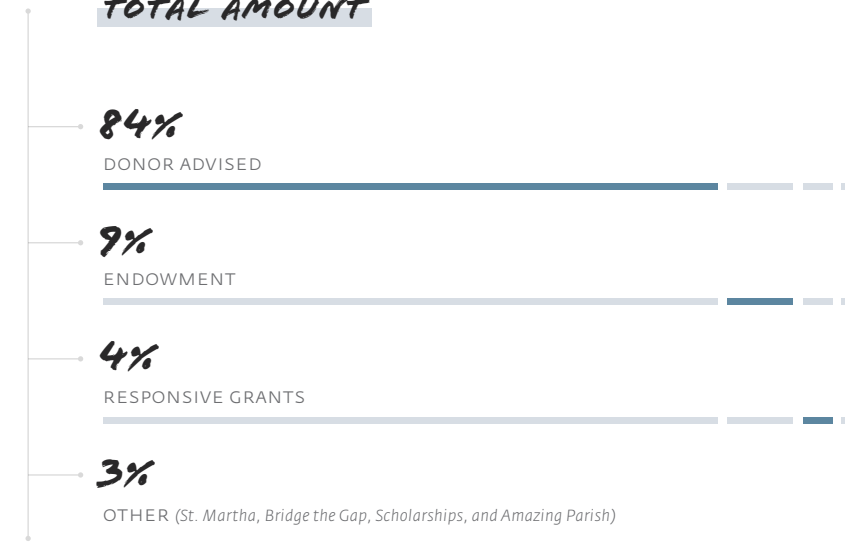 TOTAL AMOUNT
84%
DONOR ADVISED
9%
ENDOWMENT
4%
RESPONSIVE GRANTS
3%
OTHER (St. Martha, Bridge the Gap, Scholarships, and Amazing Parish)